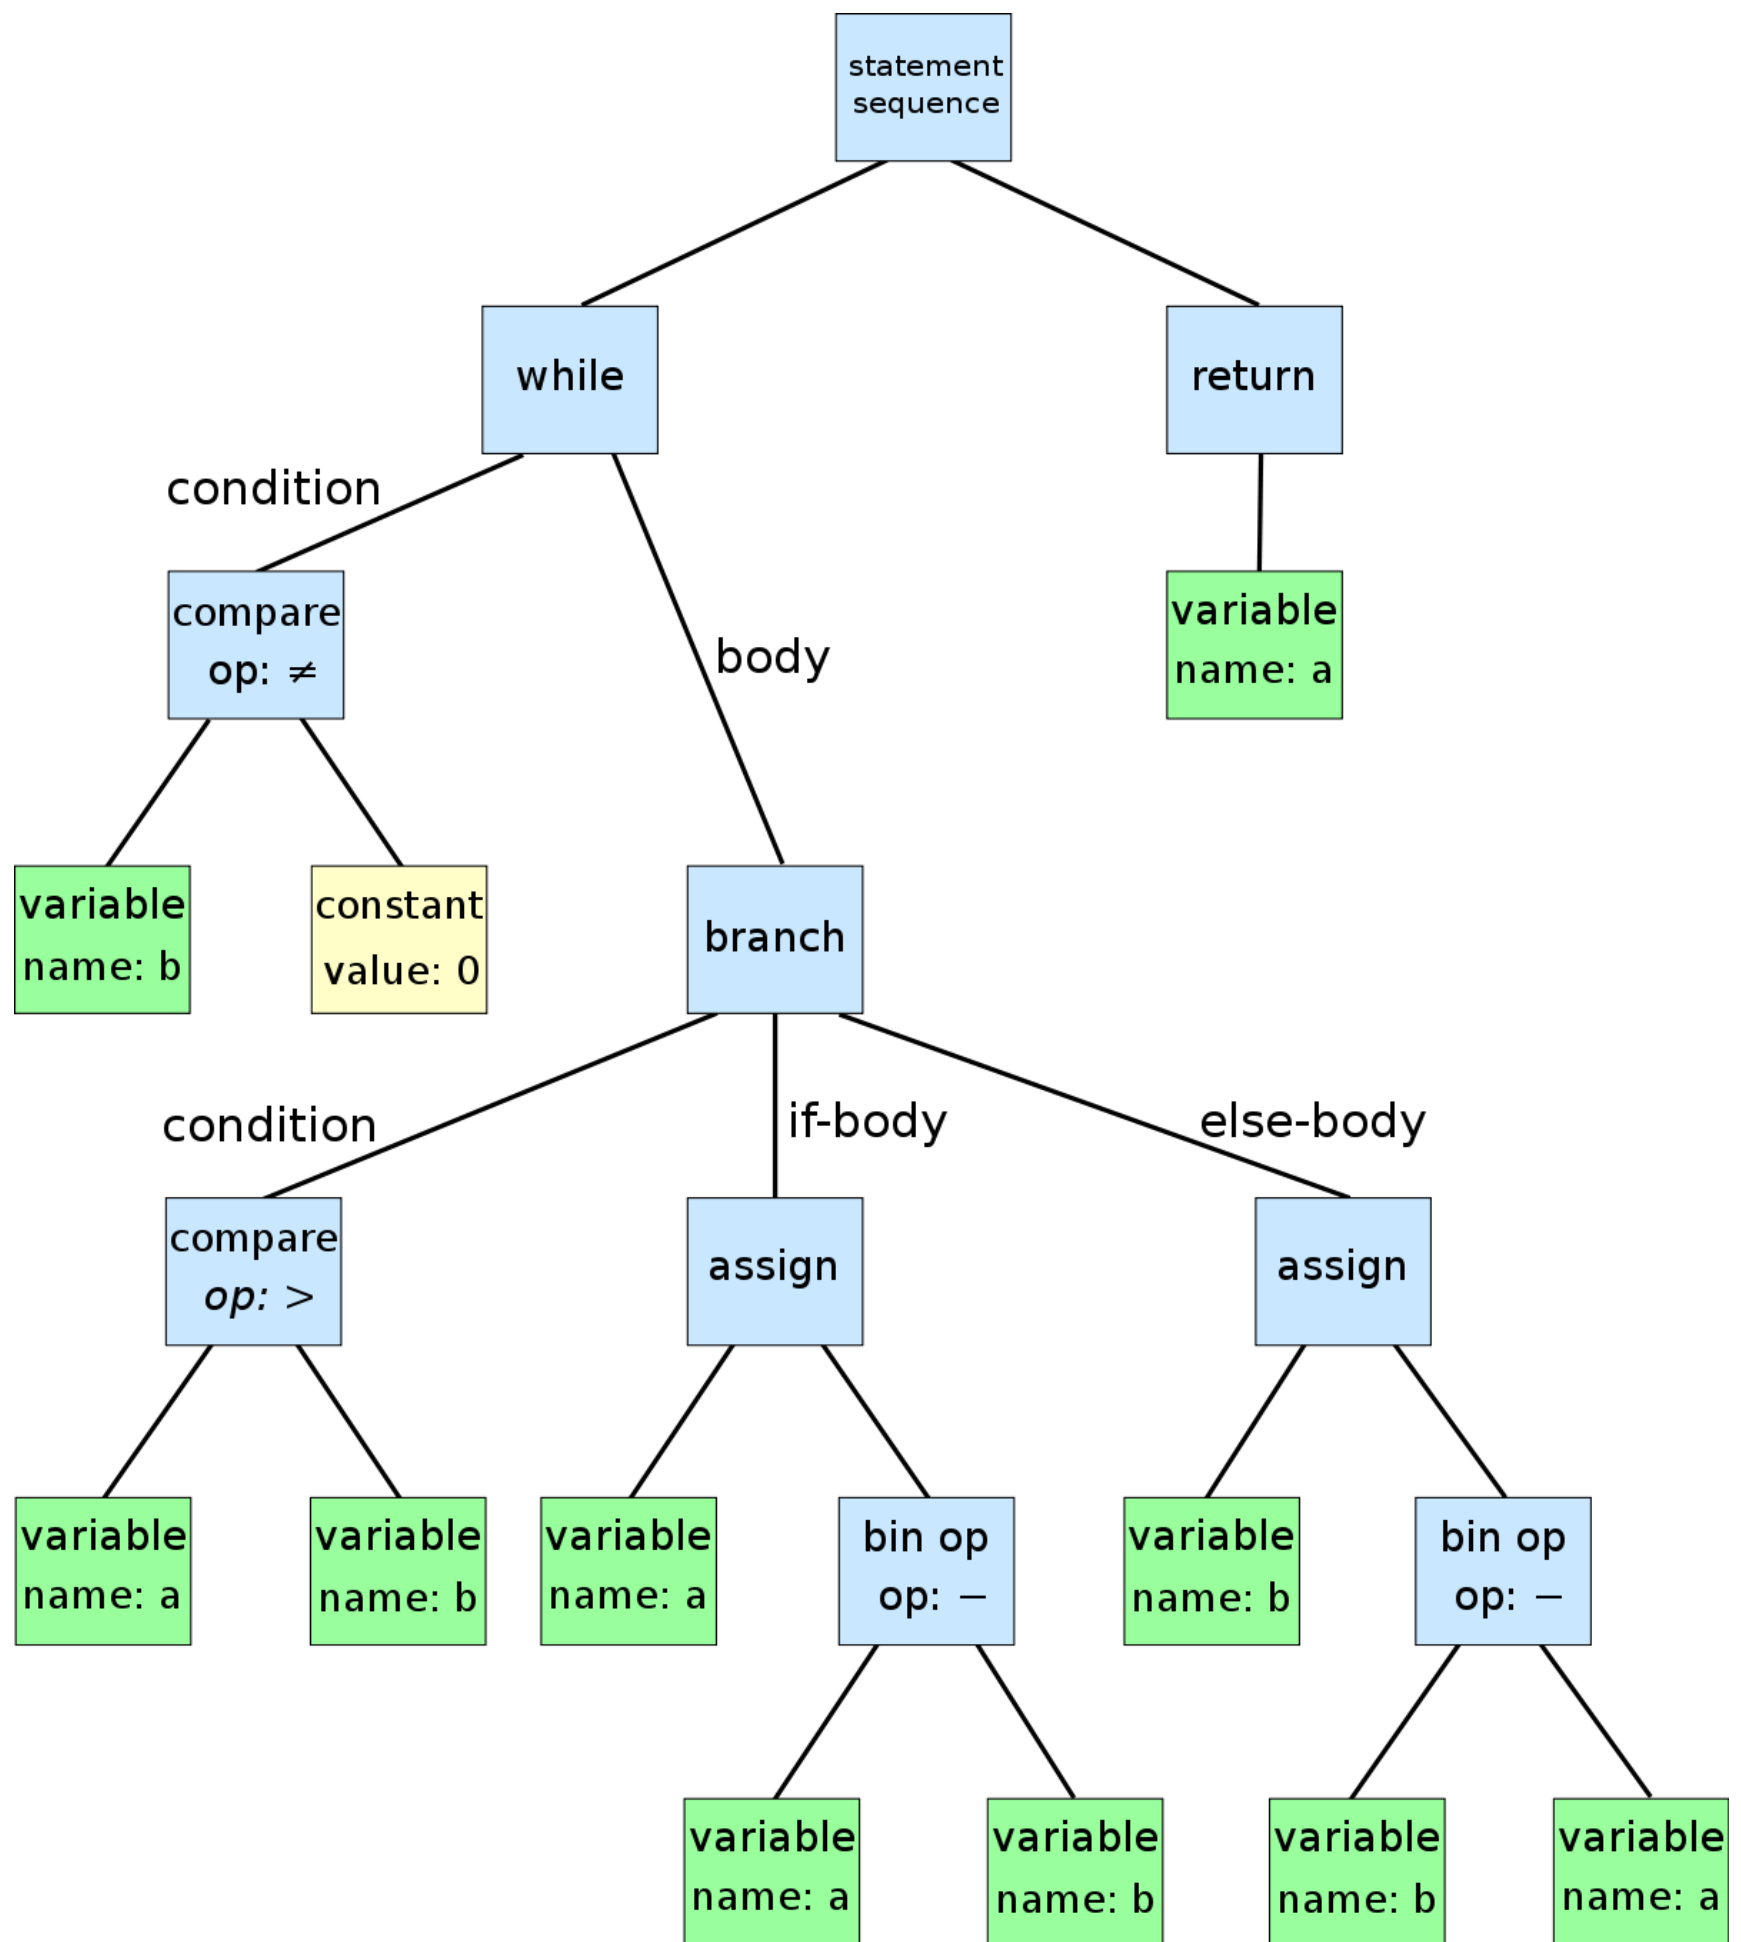 statement
sequence
while
return
condition
compare
op: ≠
body
variable
name: a
variable
name: b
constant
value: 0
branch
condition
if-body
else-body
compare
op: >
assign
assign
variable
name: a
variable
name: b
variable
name: a
bin op
op: −
variable
name: b
bin op
op: −
variable
name: a
variable
name: b
variable
name: b
variable
name: a